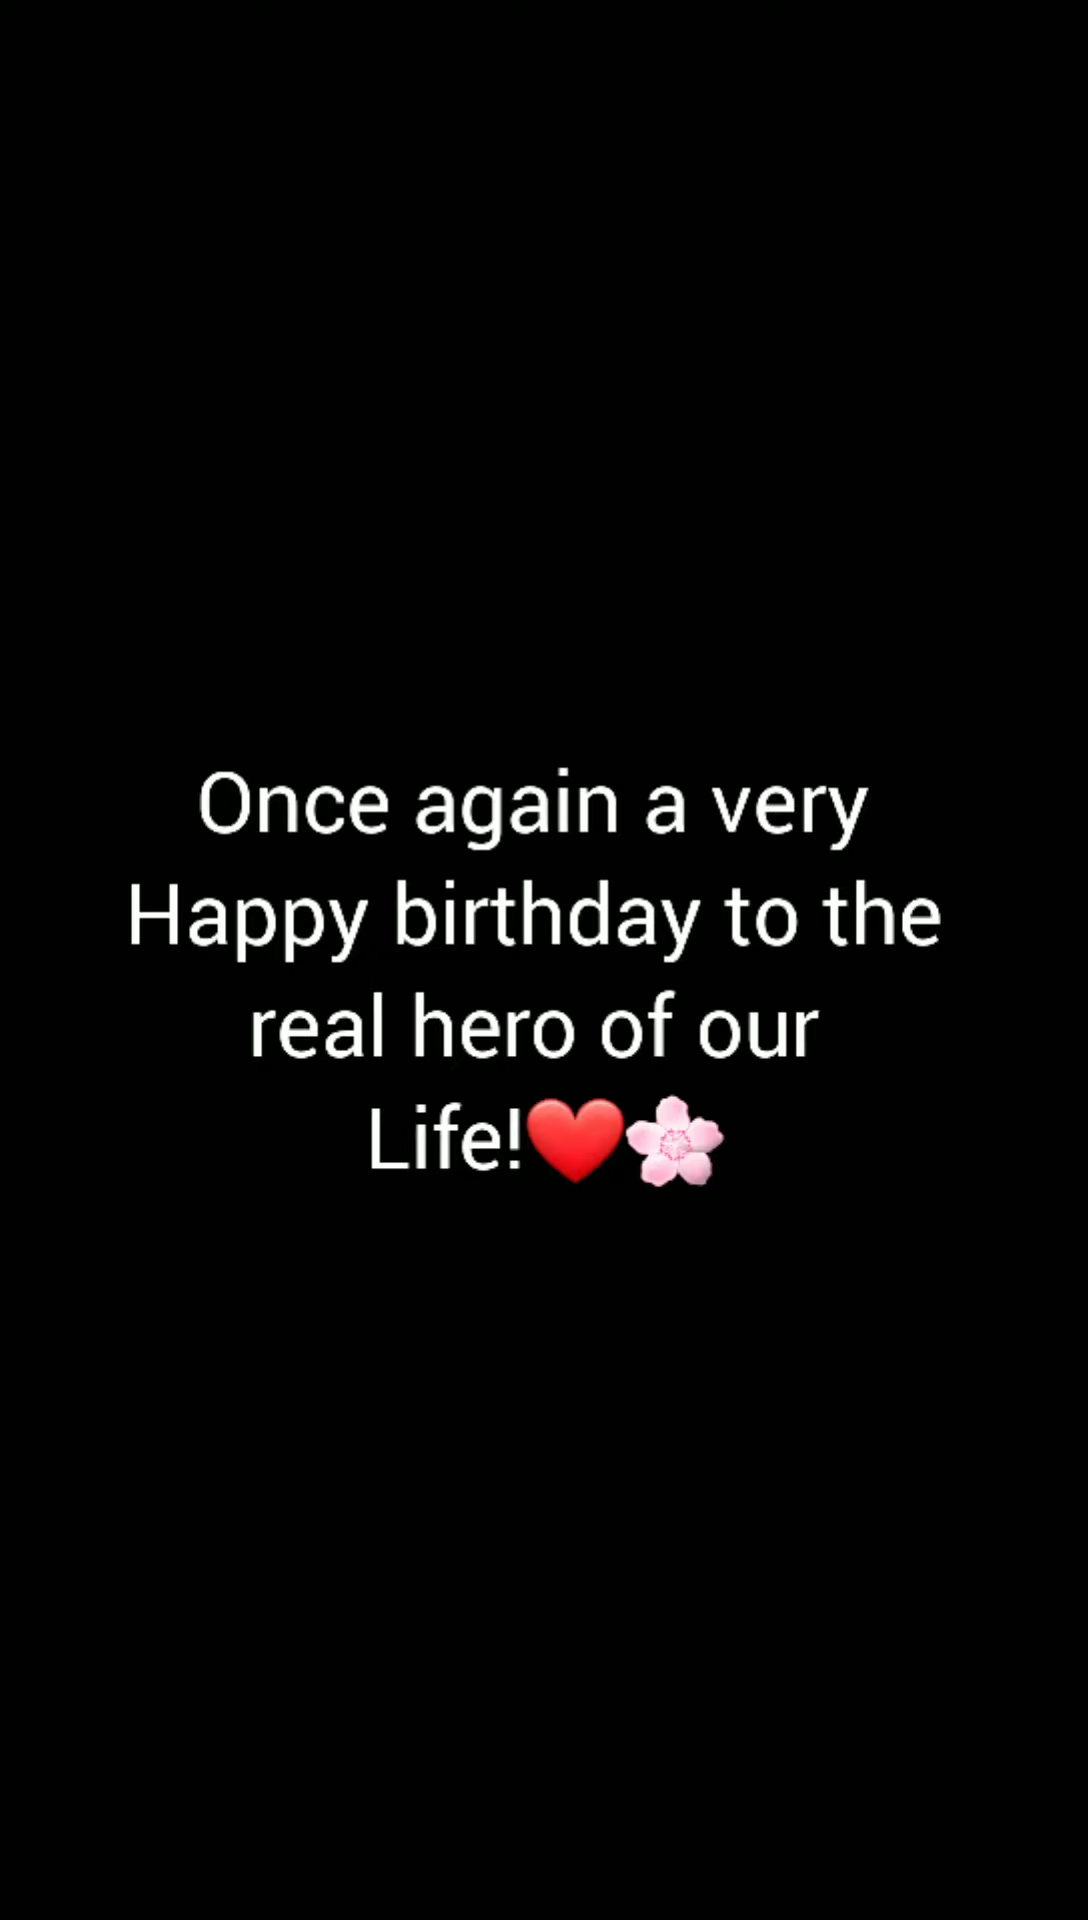 Once again a very
Happy birthday to the
real hero of our
Life!❤️🌸